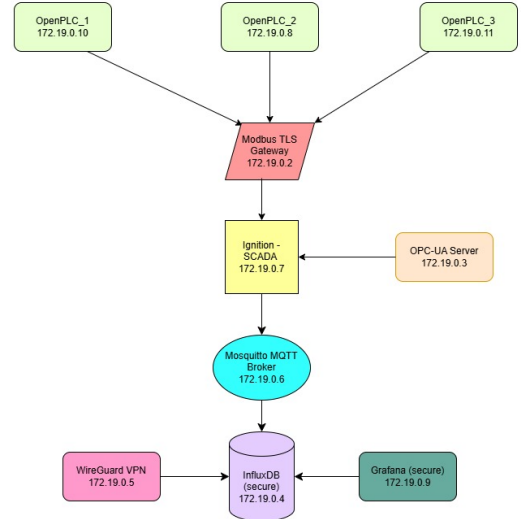 OpenPLC_1
172.19.0.10
OpenPLC_2
172.19.0.8
OpenPLC_3
172.19.0.11
Modbus TLS
Gateway
172.19.0.2
Ignition -
SCADA
172.19.0.7
OPC-UA Server
172.19.0.3
Mosquitto MQTT
Broker
172.19.0.6
WireGuard VPN
172.19.0.5
InfluxDB
(secure)
172.19.0.4
Grafana (secure)
172.19.0.9